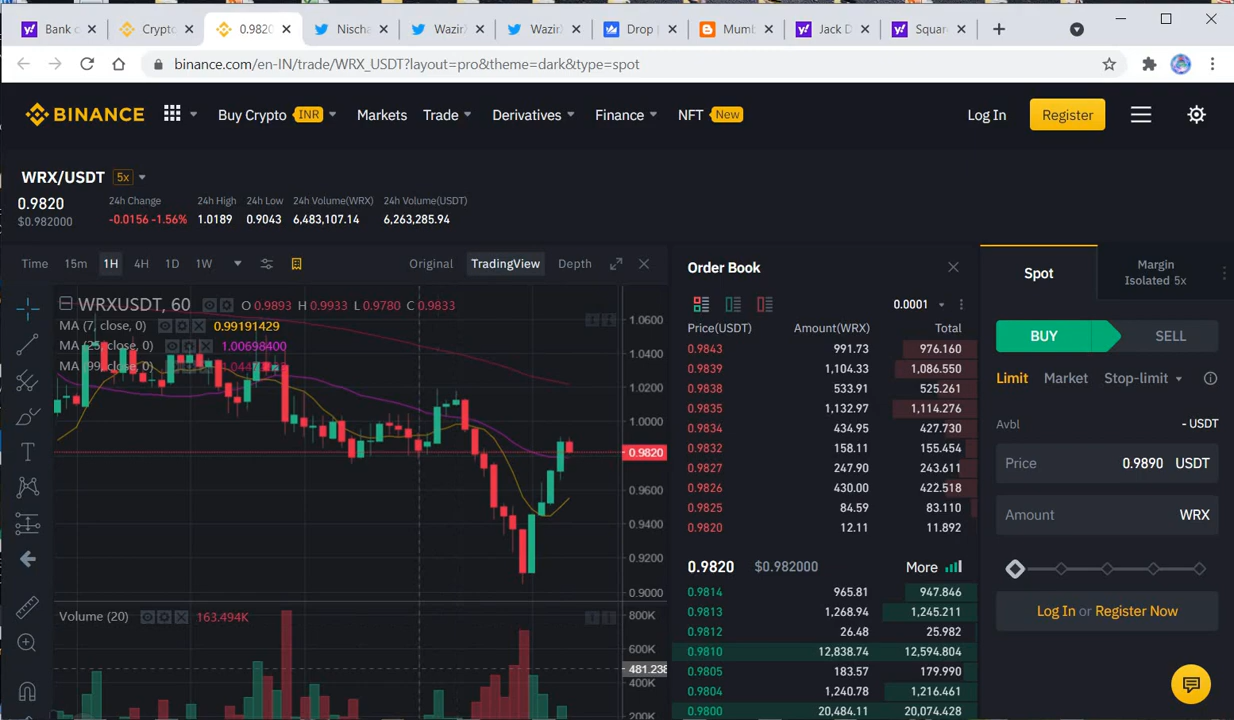 Bank c
Crypto
0.9820
Nischa
WazirX
WazirX
Drop |
Mumb
Jack D
Square
binance.com/en-IN/trade/WRX_USDT?layout=pro&theme=dark&type=spot
BINANCE
Buy Crypto INR
Markets
Trade
Derivatives
Finance
NFT New
Log In
Register
WRX/USDT 5x
0.9820
$0.982000
24h Change
-0.0156 -1.56%
24h High
1.0189
24h Low
0.9043
24h Volume(WRX)
6,483,107.14
24h Volume(USDT)
6,263,285.94
Time 15m 1H 4H 1D 1W
Original TradingView Depth
WRXUSDT, 60
O 0.9893 H 0.9933 L 0.9780 C 0.9833
MA (7, close, 0) 0.99191429
MA (25, close, 0) 1.00698400
MA (99, close, 0)
1.0600
1.0400
1.0200
1.0000
0.9820
0.9600
0.9400
0.9200
0.9000
Volume (20) 163.494K
800K
600K
481.238
400K
200K
Order Book
0.0001
Price(USDT) Amount(WRX) Total
0.9843 991.73 976.160
0.9839 1,104.33 1,086.550
0.9838 533.91 525.261
0.9835 1,132.97 1,114.276
0.9834 434.95 427.730
0.9832 158.11 155.454
0.9827 247.90 243.611
0.9826 430.00 422.518
0.9825 84.59 83.110
0.9820 12.11 11.892
0.9820 $0.982000 More
0.9814 965.81 947.846
0.9813 1,268.94 1,245.211
0.9812 26.48 25.982
0.9810 12,838.74 12,594.804
0.9805 183.57 179.990
0.9804 1,240.78 1,216.461
0.9800 20,484.11 20,074.428
Spot
Margin
Isolated 5x
BUY SELL
Limit Market Stop-limit
Avbl - USDT
Price 0.9890 USDT
Amount WRX
Log In or Register Now